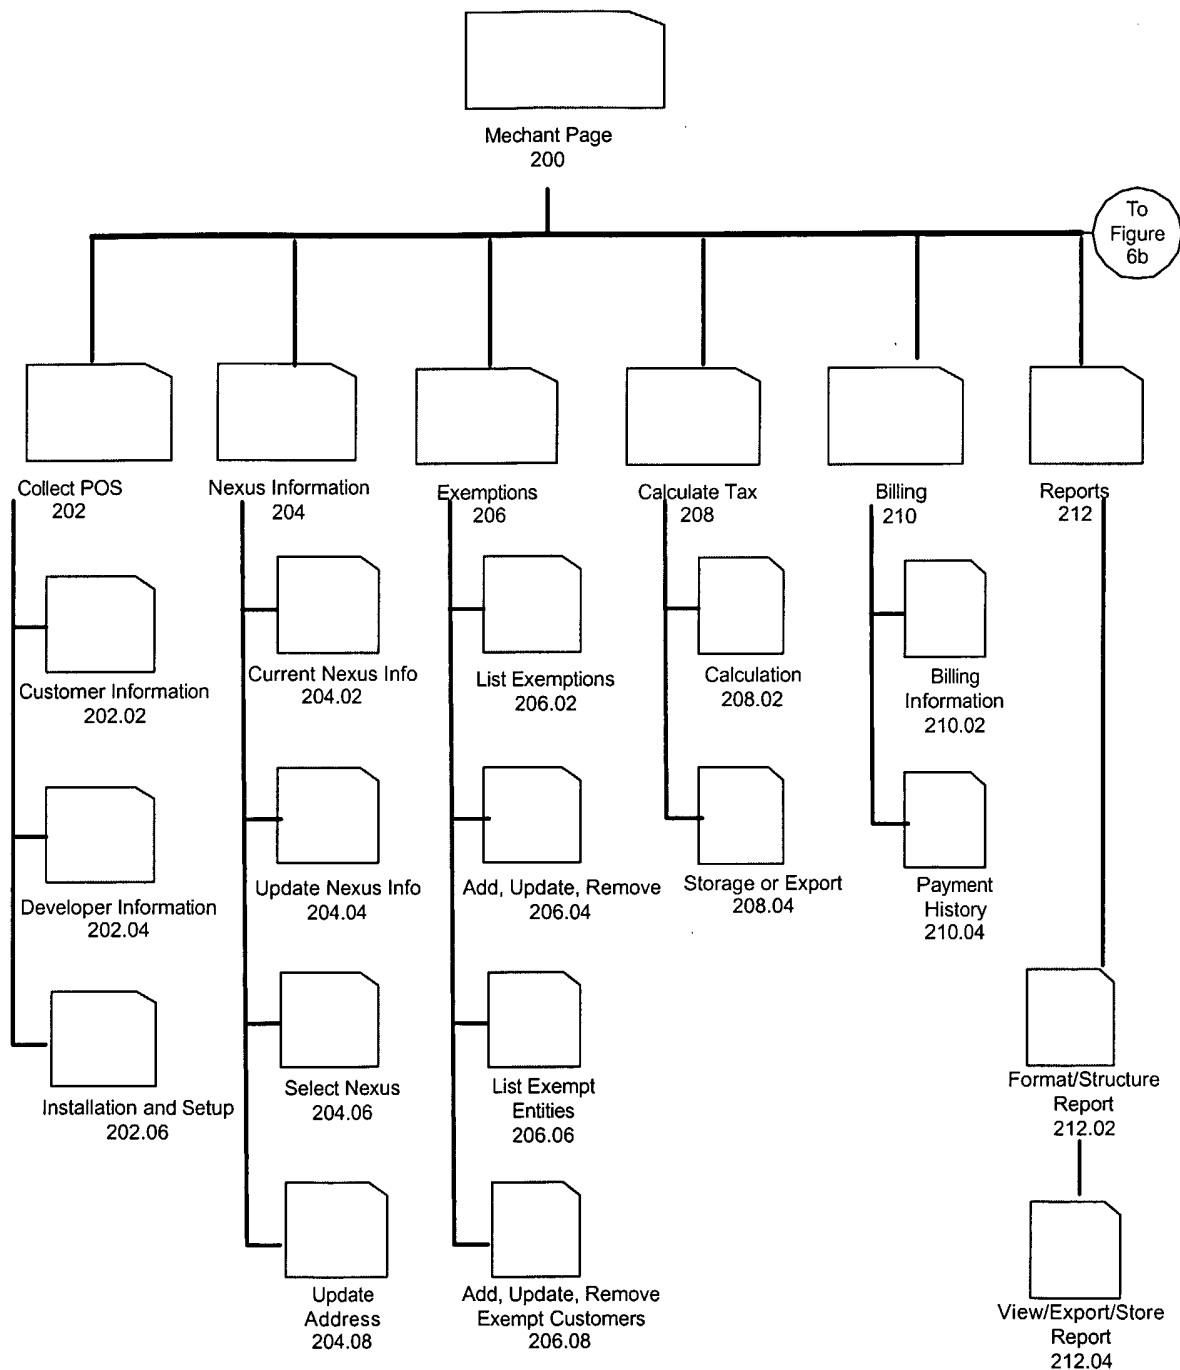 Mechant Page
200
To
Figure
6b
Collect POS
202
Nexus Information
204
Exemptions
206
Calculate Tax
208
Billing
210
Reports
212
Customer Information
202.02
Developer Information
202.04
Installation and Setup
202.06
Current Nexus Info
204.02
Update Nexus Info
204.04
Select Nexus
204.06
Update
Address
204.08
List Exemptions
206.02
Add, Update, Remove
206.04
List Exempt
Entities
206.06
Add, Update, Remove
Exempt Customers
206.08
Calculation
208.02
Storage or Export
208.04
Billing
Information
210.02
Payment
History
210.04
Format/Structure
Report
212.02
View/Export/Store
Report
212.04